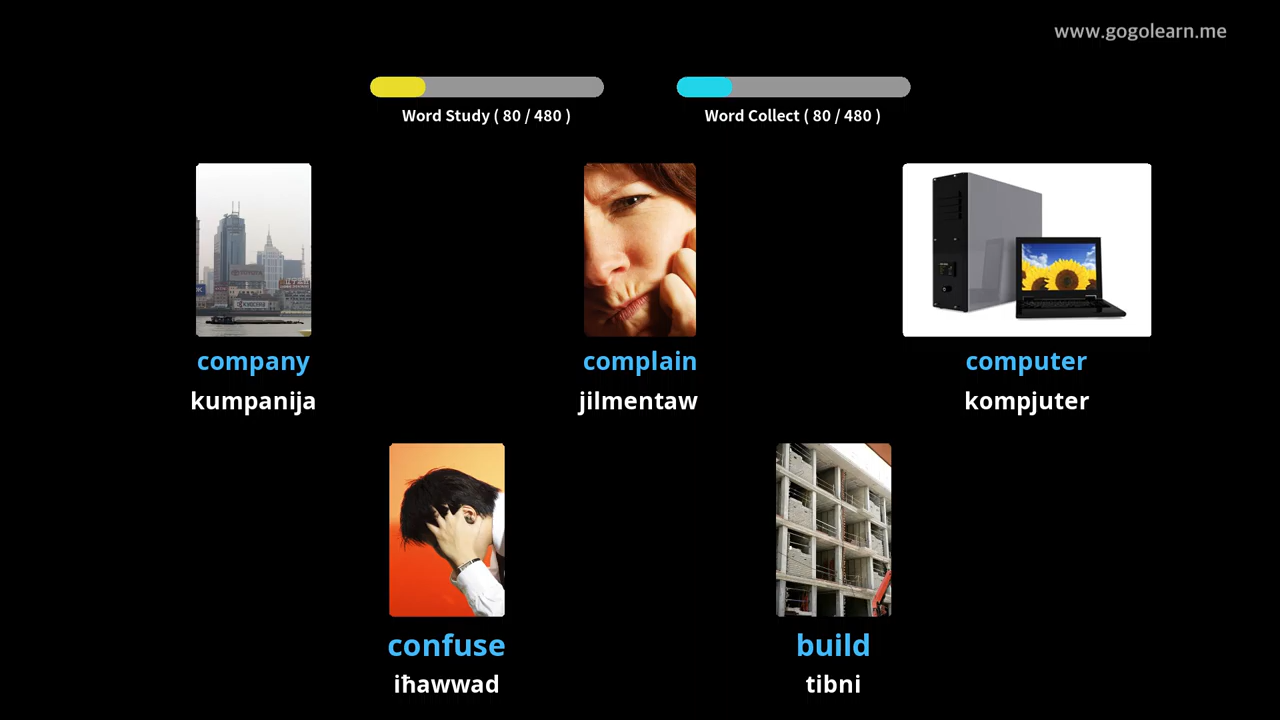 www.gogolearn.me
Word Study ( 80 / 480 )
Word Collect ( 80 / 480 )
company
kumpanija
complain
jilmentaw
computer
kompjuter
confuse
iħawwad
build
tibni